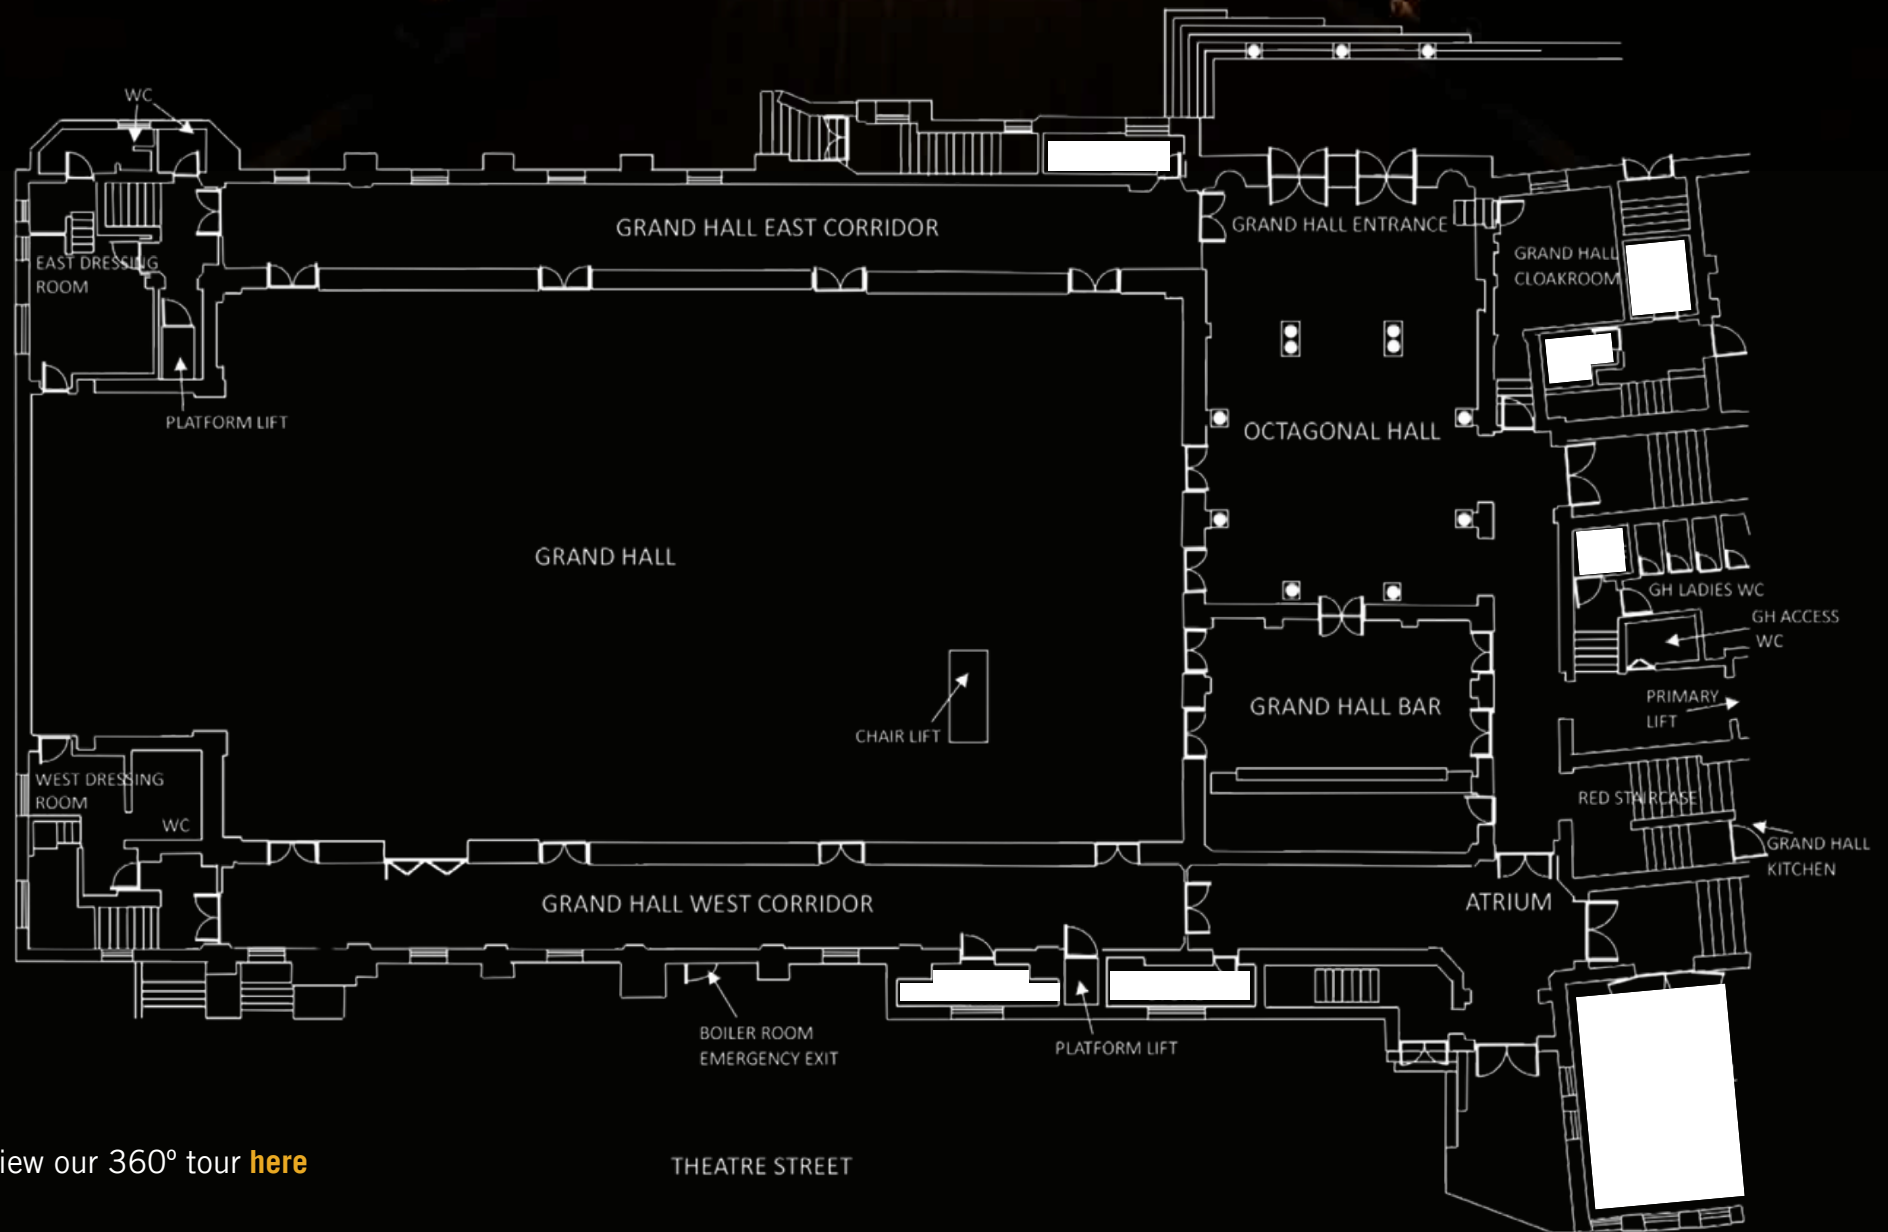 WC
GRAND HALL EAST CORRIDOR
GRAND HALL ENTRANCE
GRAND HALL
CLOAKROOM
EAST DRESSING
ROOM
PLATFORM LIFT
OCTAGONAL HALL
GRAND HALL
GH LADIES WC
GH ACCESS
WC
PRIMARY
LIFT
GRAND HALL BAR
CHAIR LIFT
WEST DRESSING
ROOM
WC
RED STAIRCASE
GRAND HALL
KITCHEN
GRAND HALL WEST CORRIDOR
ATRIUM
BOILER ROOM
EMERGENCY EXIT
PLATFORM LIFT
iew our 360º tour here
THEATRE STREET